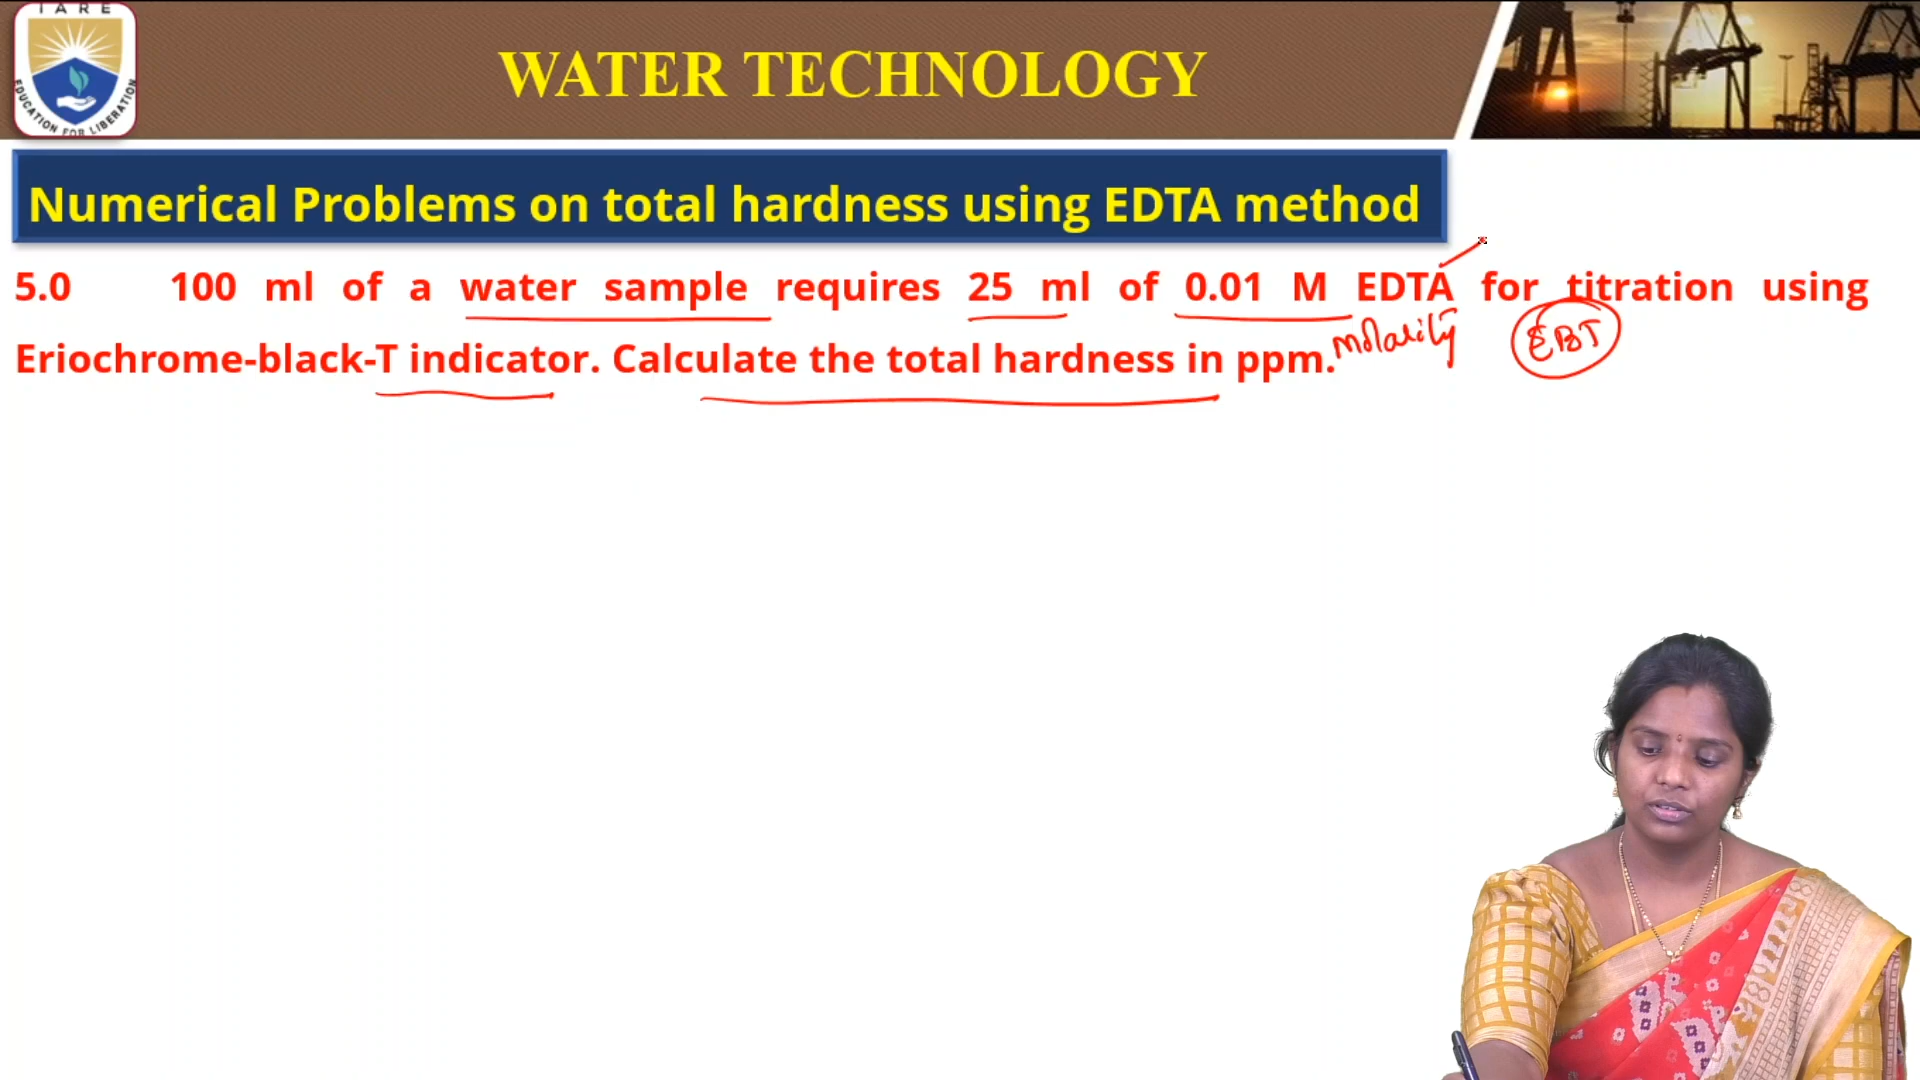 IARE
EDUCATION FOR LIBERATION
WATER TECHNOLOGY
Numerical Problems on total hardness using EDTA method
5.0 100 ml of a water sample requires 25 ml of 0.01 M EDTA for titration using
Eriochrome-black-T indicator. Calculate the total hardness in ppm.
molarity
EBT